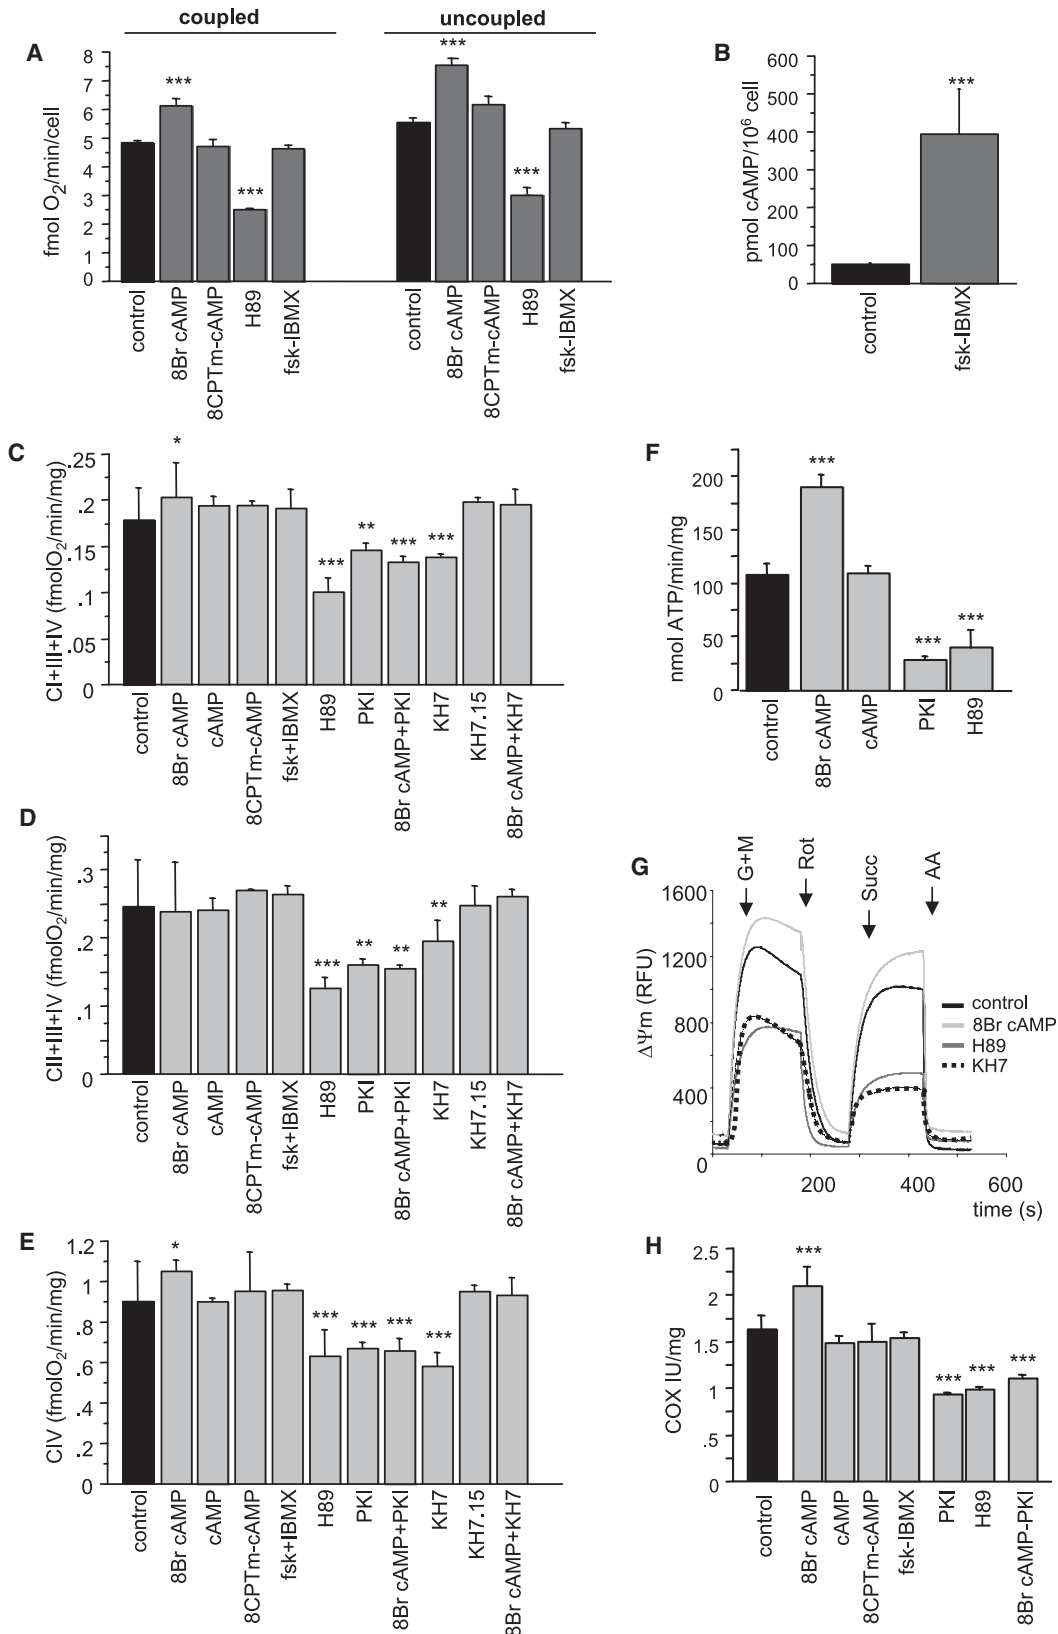 coupled
uncoupled
A
8
7
6
5
4
3
2
1
0
fmol O2/min/cell
***
***
***
***
control
8Br cAMP
8CPTm-cAMP
H89
fsk-IBMX
control
8Br cAMP
8CPTm-cAMP
H89
fsk-IBMX
B
600
500
400
300
200
100
0
pmol cAMP/10^6 cell
***
control
fsk-IBMX
C
.25
.2
.15
.1
.05
0
CI+III+IV (fmolO2/min/mg)
*
***
**
***
***
control
8Br cAMP
cAMP
8CPTm-cAMP
fsk+IBMX
H89
PKI
8Br cAMP+PKI
KH7
KH7.15
8Br cAMP+KH7
F
200
150
100
50
0
nmol ATP/min/mg
***
***
***
control
8Br cAMP
cAMP
PKI
H89
D
.3
.2
.1
0
CII+III+IV (fmolO2/min/mg)
***
**
**
**
control
8Br cAMP
cAMP
8CPTm-cAMP
fsk+IBMX
H89
PKI
8Br cAMP+PKI
KH7
KH7.15
8Br cAMP+KH7
G
G+M
Rot
Succ
AA
1600
1200
800
400
0
ΔΨm (RFU)
control
8Br cAMP
H89
KH7
0
200
400
600
time (s)
E
1.2
1
.8
.6
.4
.2
0
CIV (fmolO2/min/mg)
*
***
***
***
***
control
8Br cAMP
cAMP
8CPTm-cAMP
fsk+IBMX
H89
PKI
8Br cAMP+PKI
KH7
KH7.15
8Br cAMP+KH7
H
2.5
2
1.5
1
.5
0
COX IU/mg
***
***
***
***
control
8Br cAMP
cAMP
8CPTm-cAMP
fsk-IBMX
PKI
H89
8Br cAMP-PKI